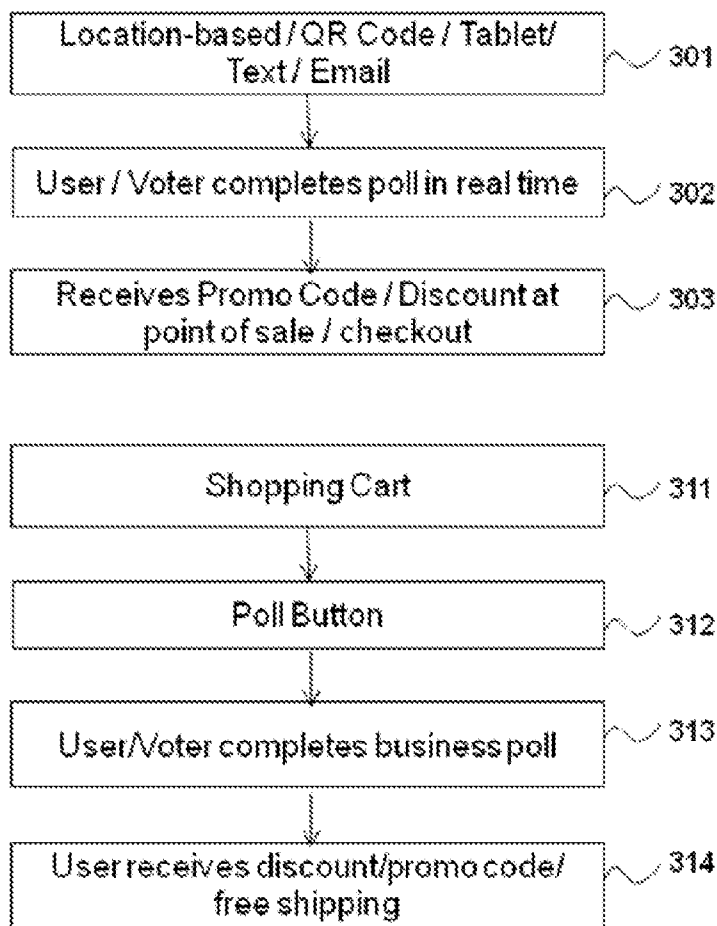 Location-based / QR Code / Tablet/
Text / Email
301
User / Voter completes poll in real time
302
Receives Promo Code / Discount at
point of sale / checkout
303
Shopping Cart
311
Poll Button
312
User/Voter completes business poll
313
User receives discount/promo code/
free shipping
314